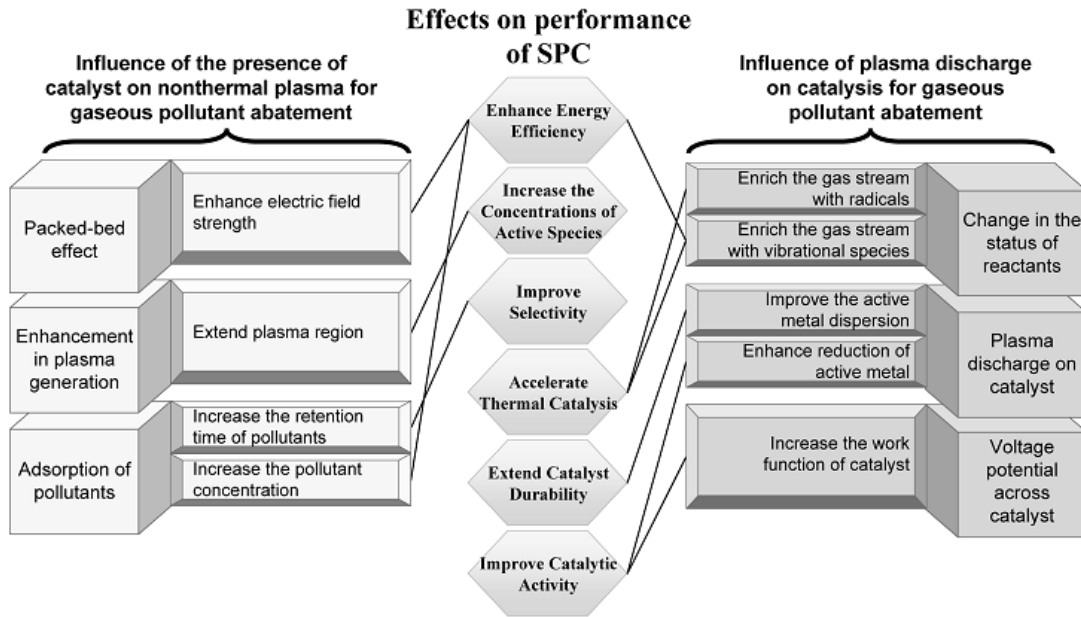 Effects on performance
of SPC
Influence of the presence of
catalyst on nonthermal plasma for
gaseous pollutant abatement
Packed-bed
effect
Enhance electric field
strength
Enhancement
in plasma
generation
Extend plasma region
Adsorption of
pollutants
Increase the retention
time of pollutants
Increase the pollutant
concentration
Enhance Energy
Efficiency
Increase the
Concentrations of
Active Species
Improve
Selectivity
Accelerate
Thermal Catalysis
Extend Catalyst
Durability
Improve Catalytic
Activity
Influence of plasma discharge
on catalysis for gaseous
pollutant abatement
Enrich the gas stream
with radicals
Enrich the gas stream
with vibrational species
Change in the
status of
reactants
Improve the active
metal dispersion
Enhance reduction of
active metal
Plasma
discharge on
catalyst
Increase the work
function of catalyst
Voltage
potential
across
catalyst